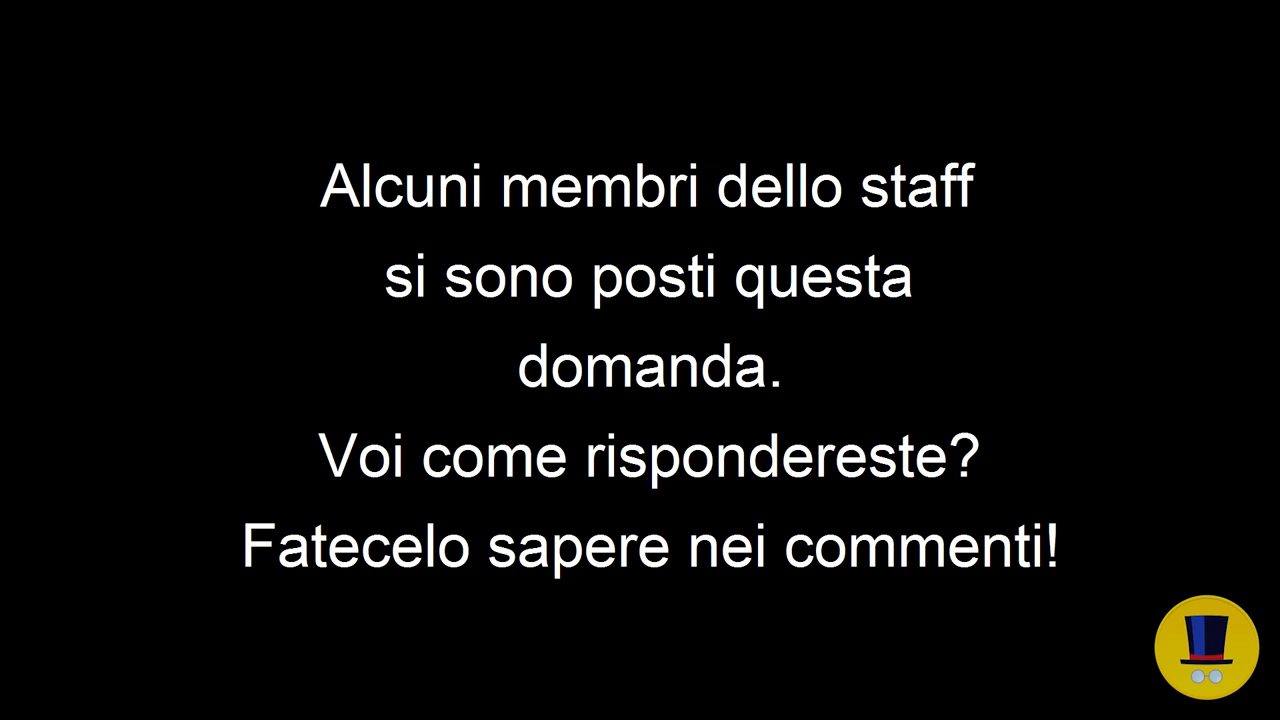 Alcuni membri dello staff
si sono posti questa
domanda.
Voi come rispondereste?
Fatecelo sapere nei commenti!